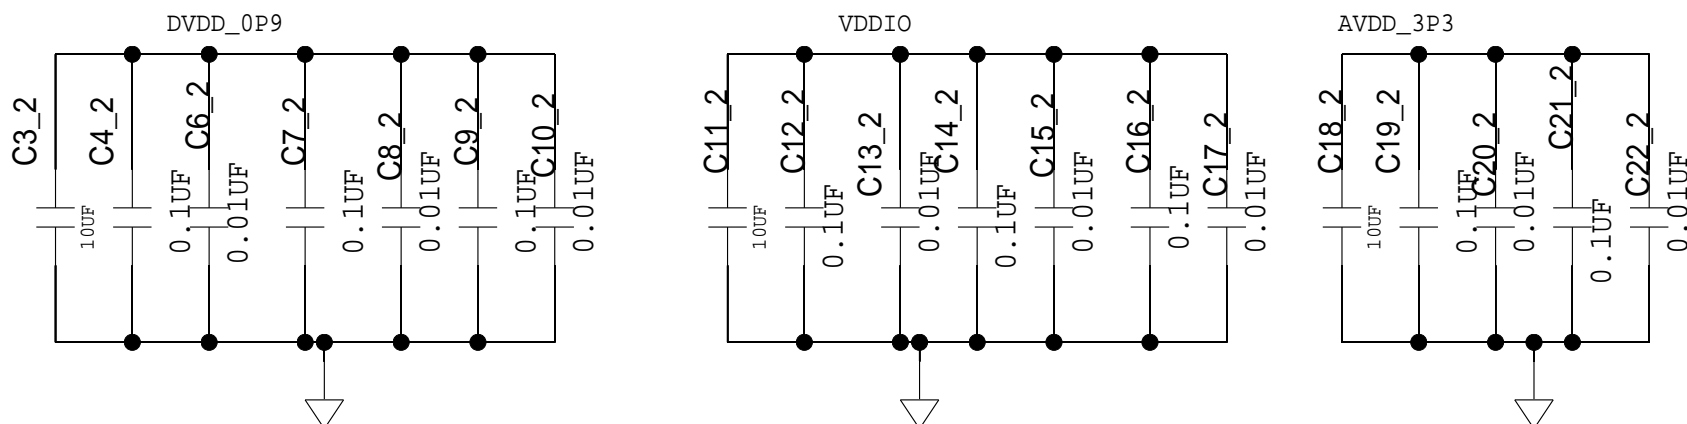 DVDD_0P9
VDDIO
AVDD_3P3
C3_2
C4_2
C6_2
C7_2
C8_2
C9_2
C10_2
10UF
0.1UF
0.01UF
0.1UF
0.01UF
0.1UF
0.01UF
C11_2
C12_2
C13_2
C14_2
C15_2
C16_2
C17_2
10UF
0.1UF
0.01UF
0.1UF
0.01UF
0.1UF
0.01UF
C18_2
C19_2
C20_2
C21_2
C22_2
10UF
0.1UF
0.01UF
0.1UF
0.01UF